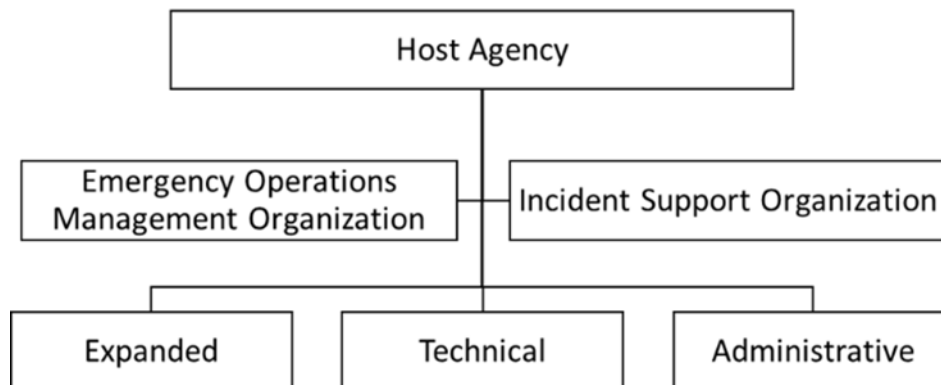 Host Agency
Emergency Operations
Management Organization
Incident Support Organization
Expanded
Technical
Administrative